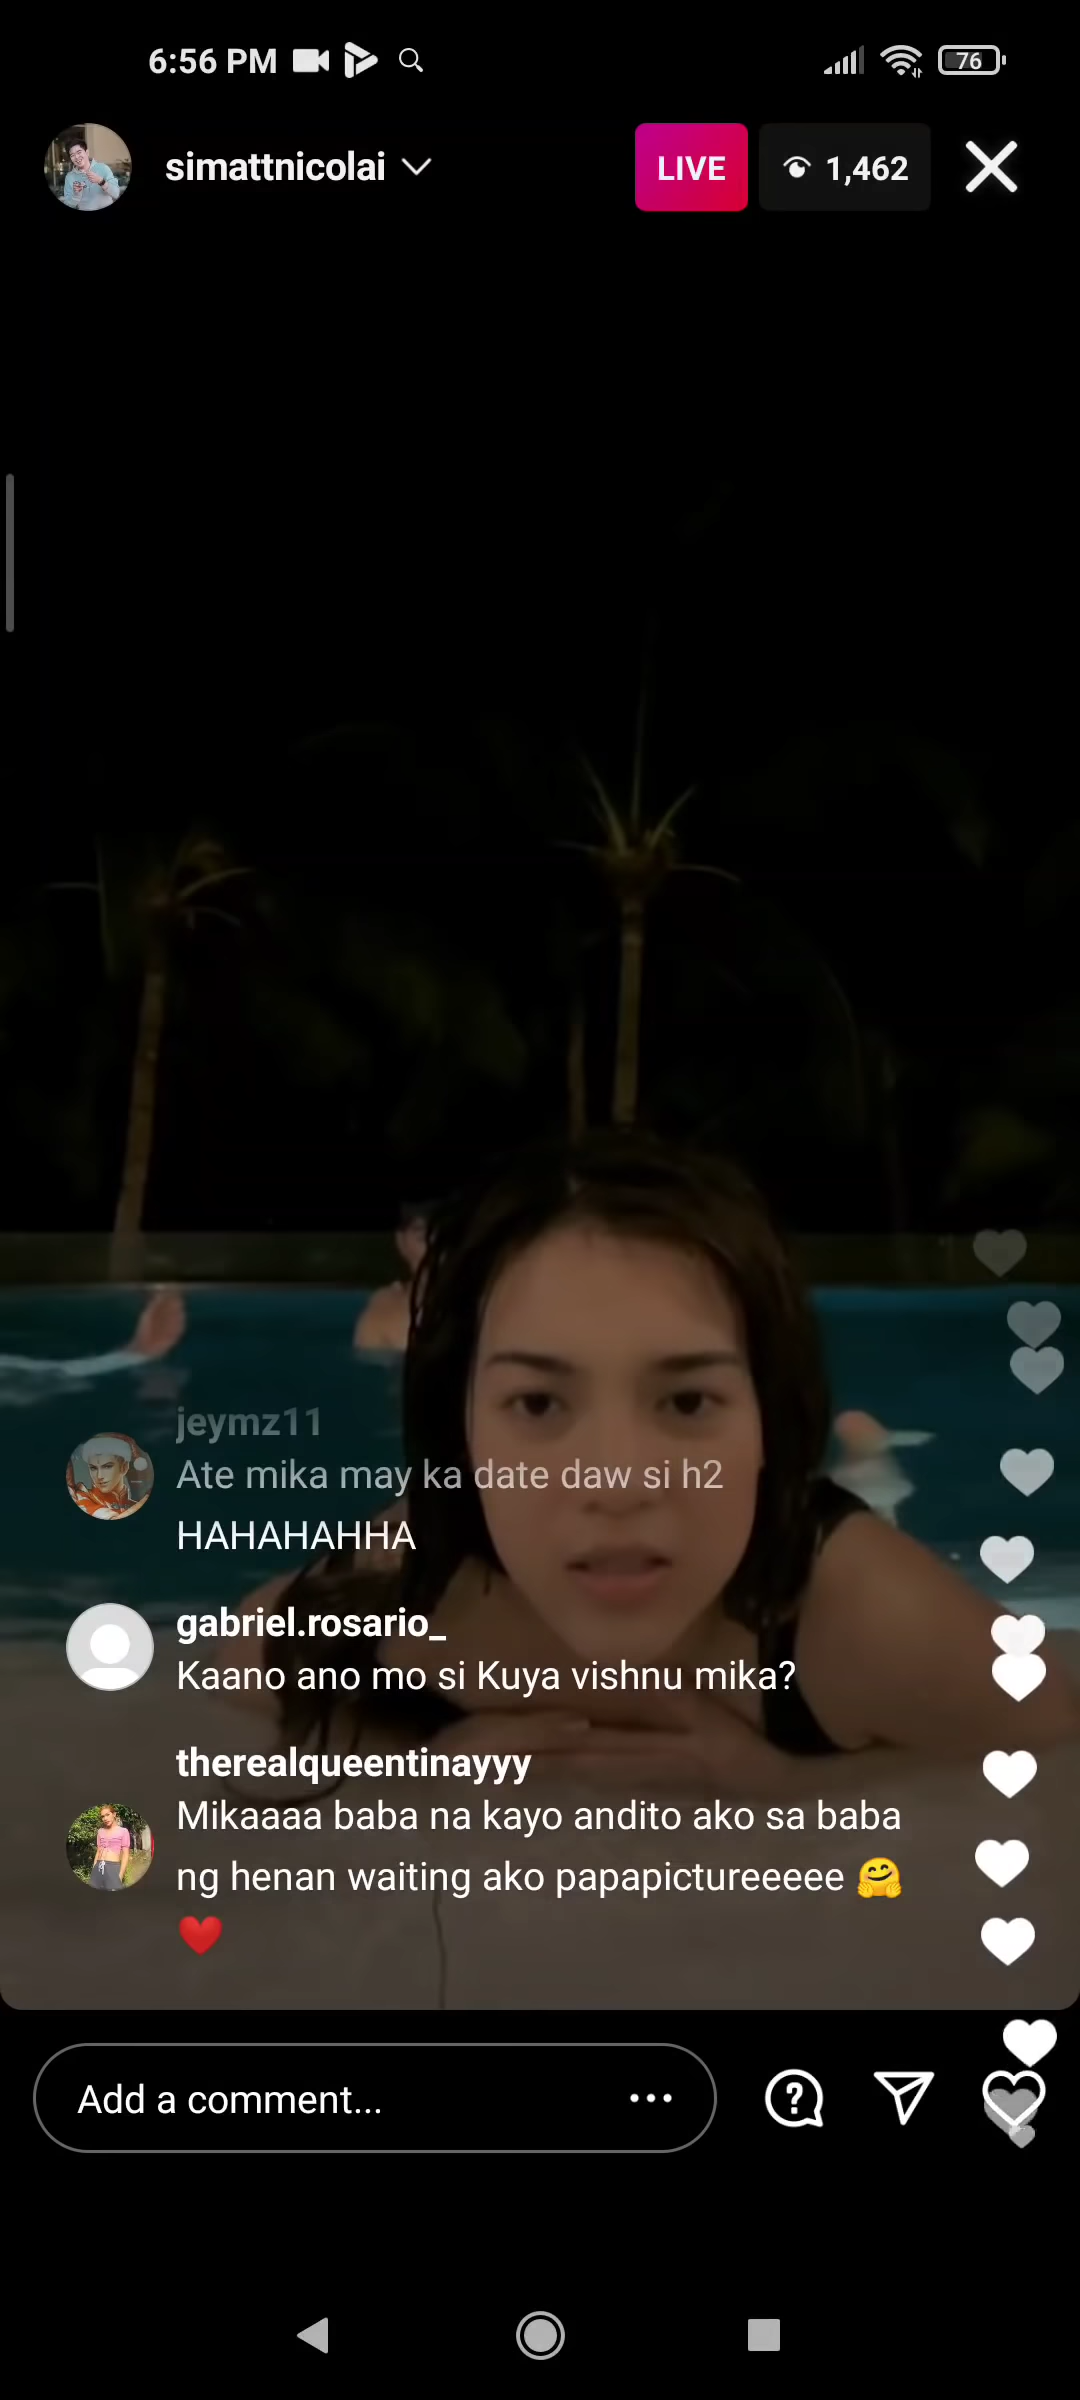 6:56 PM
76
simattnicolai
LIVE
1,462
jeymz11
Ate mika may ka date daw si h2
HAHAHAHHA
gabriel.rosario_
Kaano ano mo si Kuya vishnu mika?
therealqueentinayyy
Mikaaaa baba na kayo andito ako sa baba
ng henan waiting ako papapictureeeee 🤗
❤️
Add a comment...